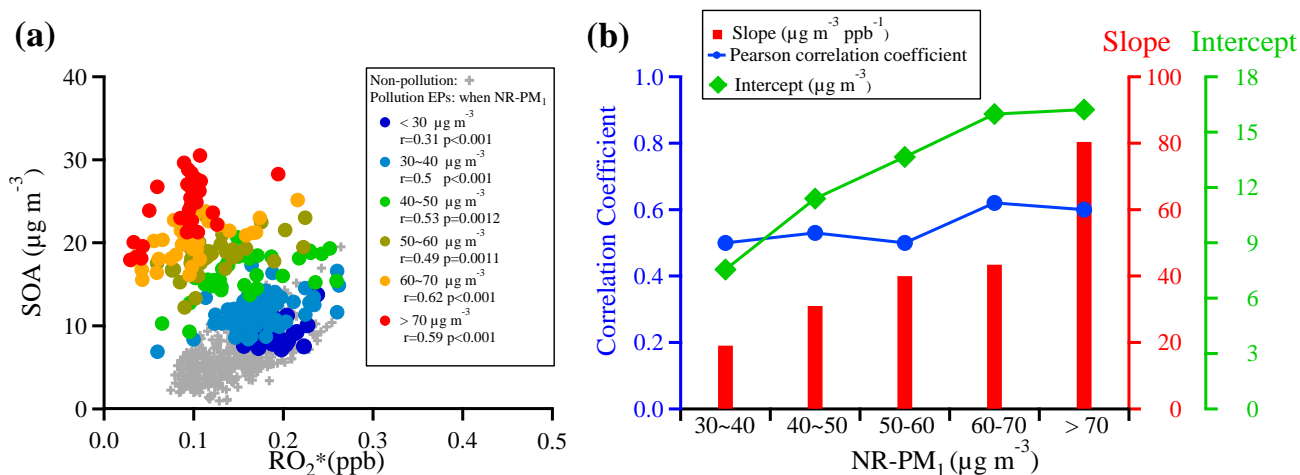 (a)
SOA (µg m⁻³)
40
30
20
10
0
0.0 0.1 0.2 0.3 0.4 0.5
RO₂*(ppb)
Non-pollution: +
Pollution EPs: when NR-PM₁
< 30 µg m⁻³
r=0.31 p<0.001
30~40 µg m⁻³
r=0.5 p<0.001
40~50 µg m⁻³
r=0.53 p=0.0012
50~60 µg m⁻³
r=0.49 p=0.0011
60~70 µg m⁻³
r=0.62 p<0.001
> 70 µg m⁻³
r=0.59 p<0.001
(b)
Slope (µg m⁻³ ppb⁻¹)
Pearson correlation coefficient
Intercept (µg m⁻³)
Slope Intercept
Correlation Coefficient
1.0
0.8
0.6
0.4
0.2
0.0
100
80
60
40
20
0
18
15
12
9
6
3
0
30~40 40~50 50-60 60-70 >70
NR-PM₁ (µg m⁻³)